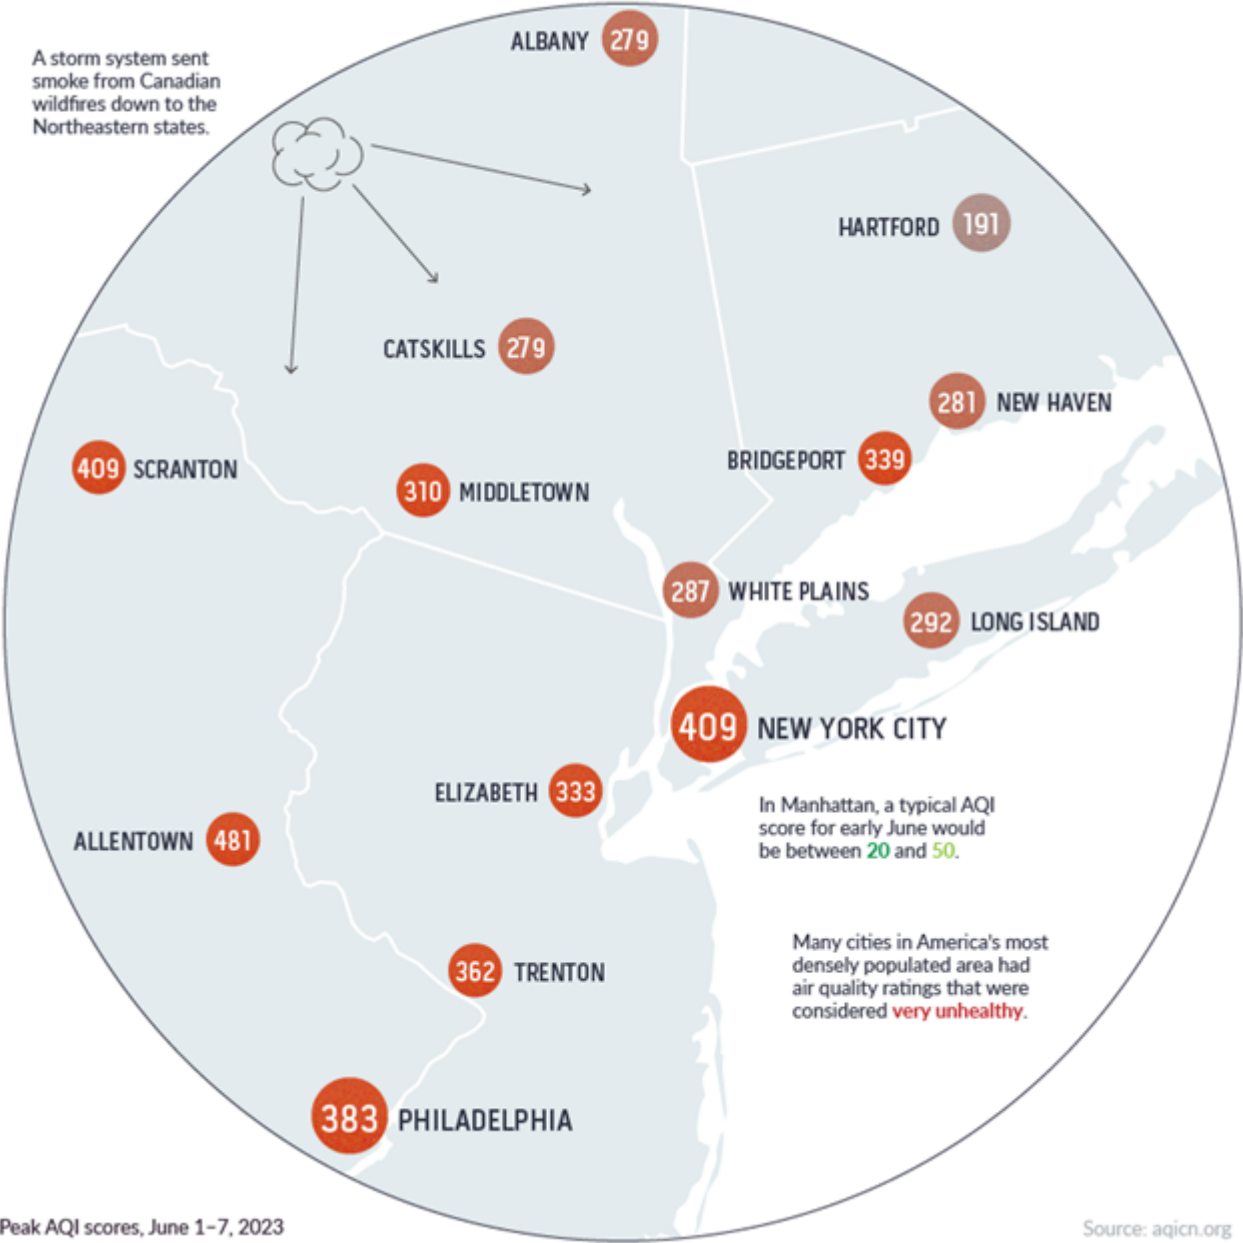 A storm system sent
smoke from Canadian
wildfires down to the
Northeastern states.
ALBANY 279
HARTFORD 191
CATSKILLS 279
281 NEW HAVEN
BRIDGEPORT 339
409 SCRANTON
310 MIDDLETOWN
287 WHITE PLAINS
292 LONG ISLAND
409 NEW YORK CITY
ELIZABETH 333
In Manhattan, a typical AQI
score for early June would
be between 20 and 50.
ALLENTOWN 481
Many cities in America's most
densely populated area had
air quality ratings that were
considered very unhealthy.
362 TRENTON
383 PHILADELPHIA
Peak AQI scores, June 1–7, 2023
Source: aqicn.org